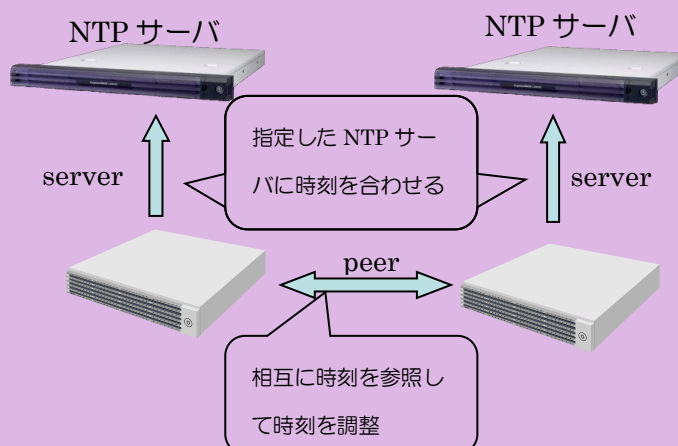 NTP サーバ
NTP サーバ
指定した NTP サー
バに時刻を合わせる
server
server
peer
相互に時刻を参照し
て時刻を調整